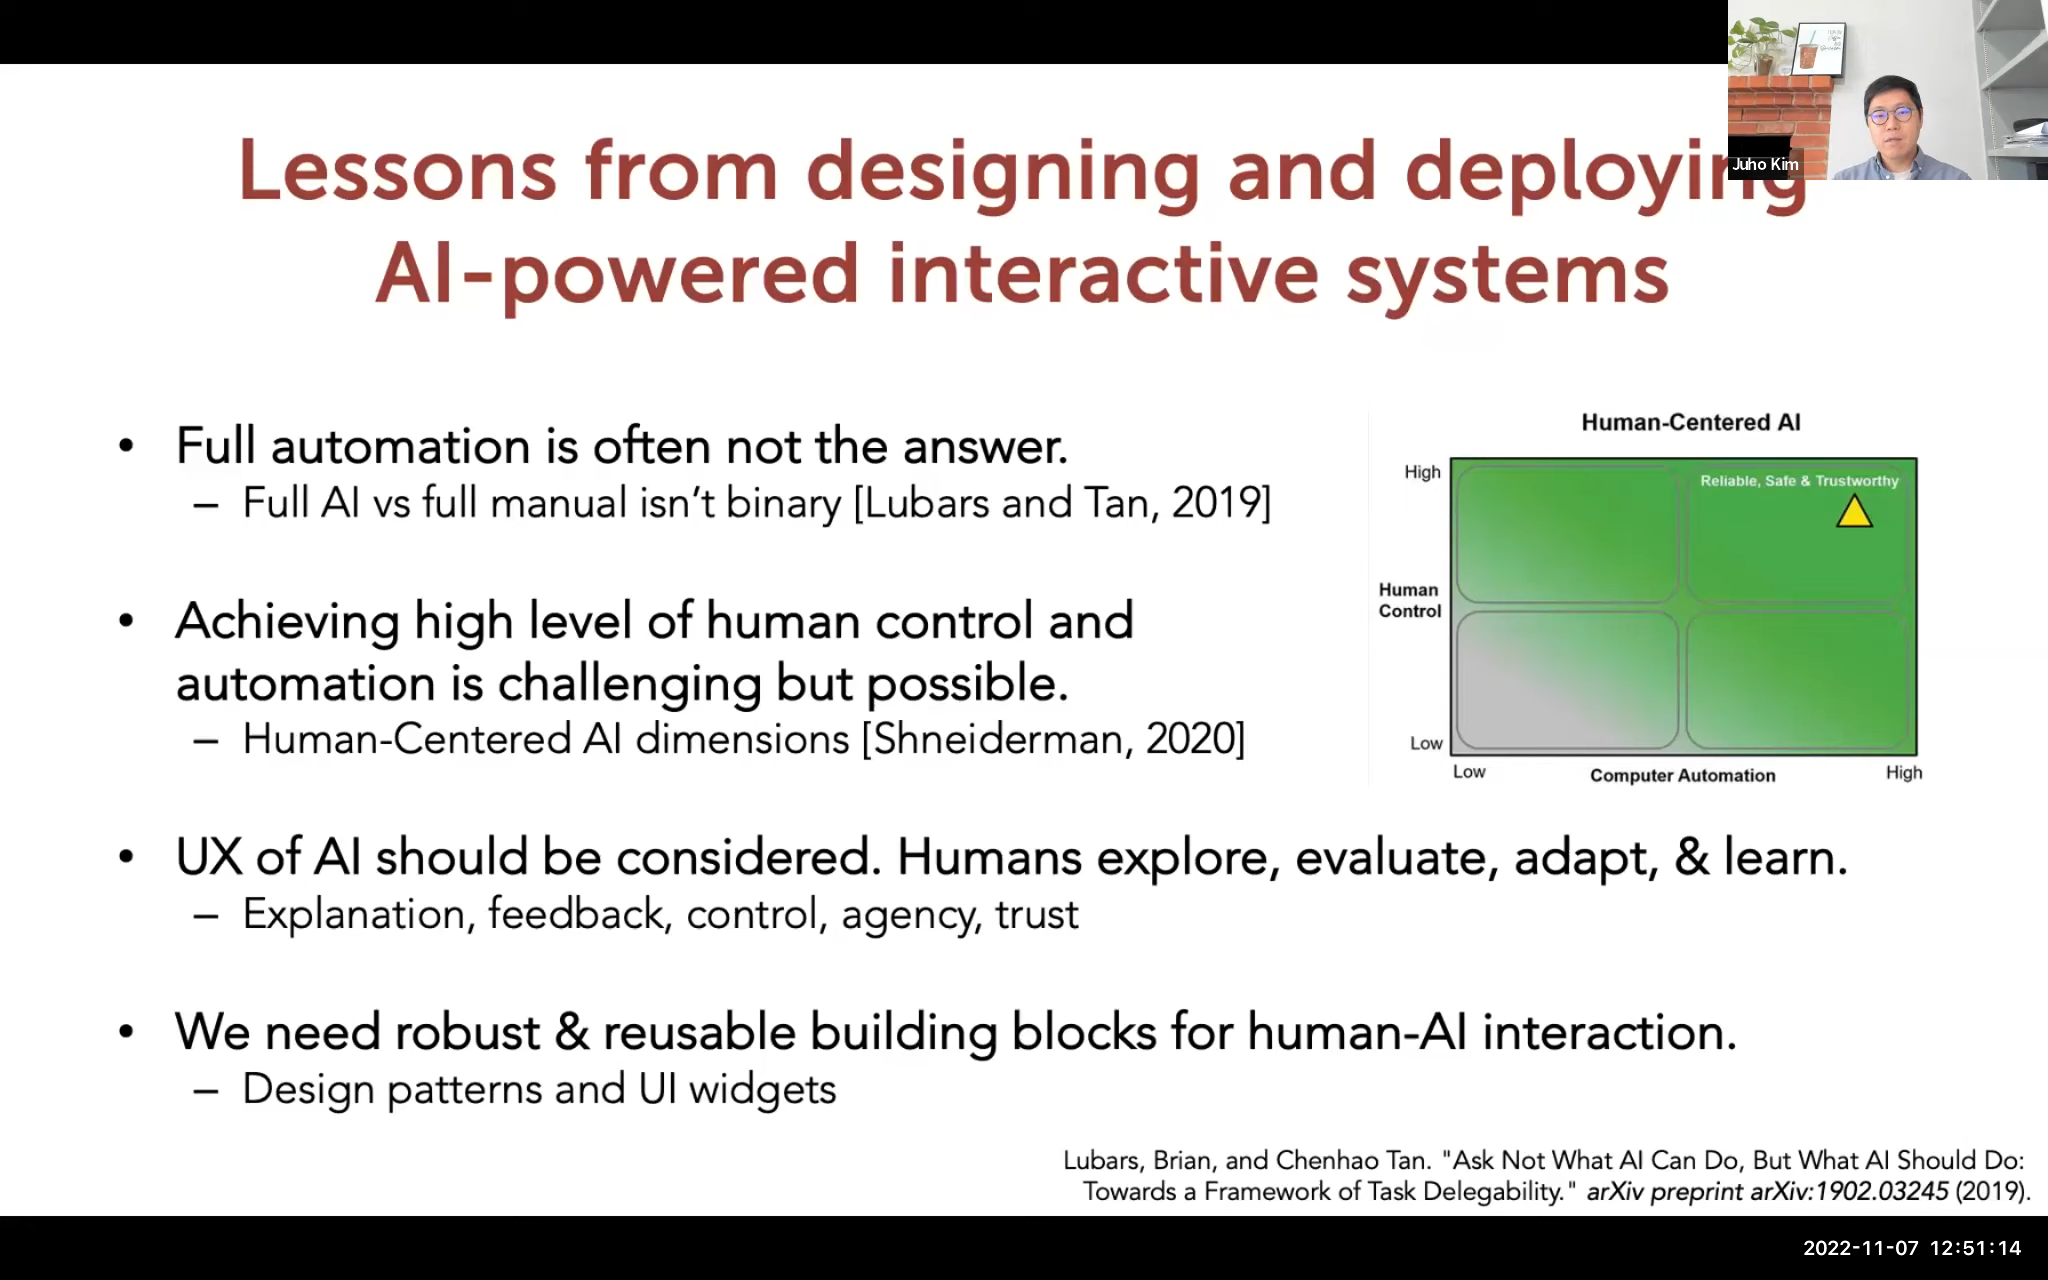 Juho Kim
Lessons from designing and deploying
AI-powered interactive systems
• Full automation is often not the answer.
– Full AI vs full manual isn't binary [Lubars and Tan, 2019]
• Achieving high level of human control and
automation is challenging but possible.
– Human-Centered AI dimensions [Shneiderman, 2020]
Human-Centered AI
High
Reliable, Safe & Trustworthy
Human
Control
Low
Low
Computer Automation
High
• UX of AI should be considered. Humans explore, evaluate, adapt, & learn.
– Explanation, feedback, control, agency, trust
• We need robust & reusable building blocks for human-AI interaction.
– Design patterns and UI widgets
Lubars, Brian, and Chenhao Tan. "Ask Not What AI Can Do, But What AI Should Do:
Towards a Framework of Task Delegability." arXiv preprint arXiv:1902.03245 (2019).
2022-11-07 12:51:14